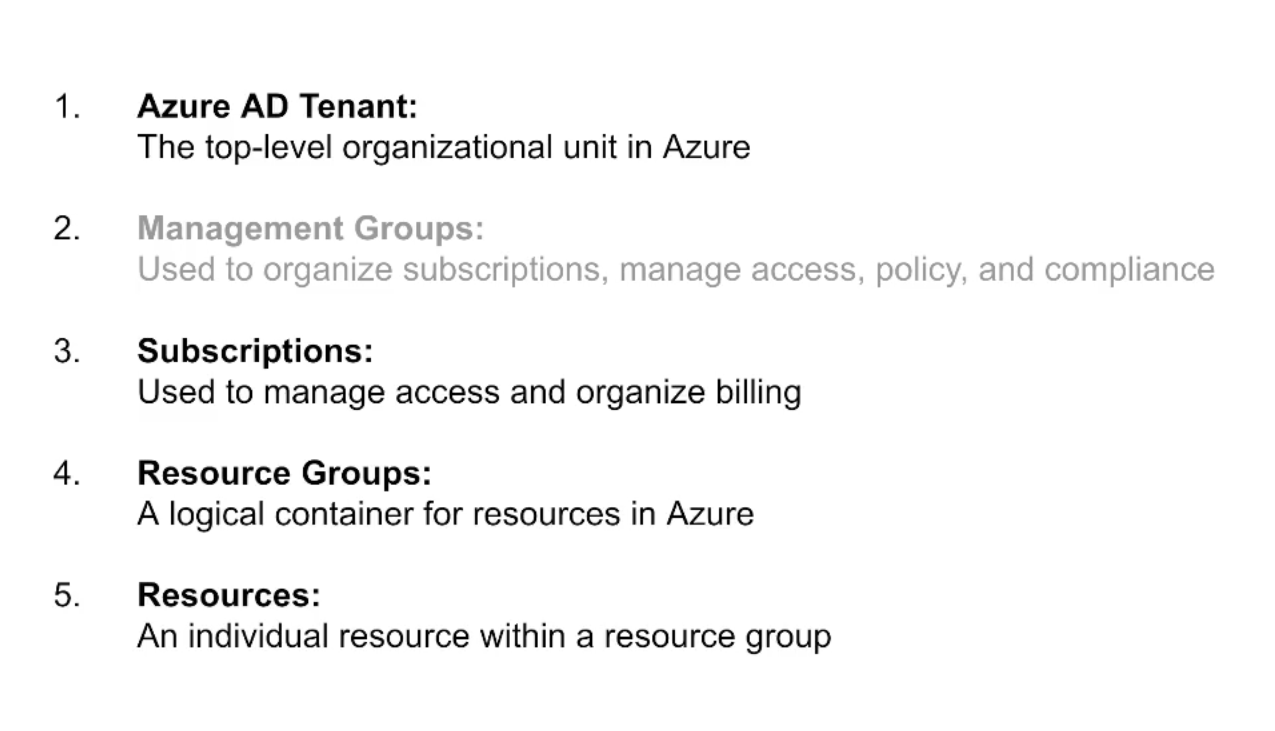 1. Azure AD Tenant:
The top-level organizational unit in Azure
2. Management Groups:
Used to organize subscriptions, manage access, policy, and compliance
3. Subscriptions:
Used to manage access and organize billing
4. Resource Groups:
A logical container for resources in Azure
5. Resources:
An individual resource within a resource group